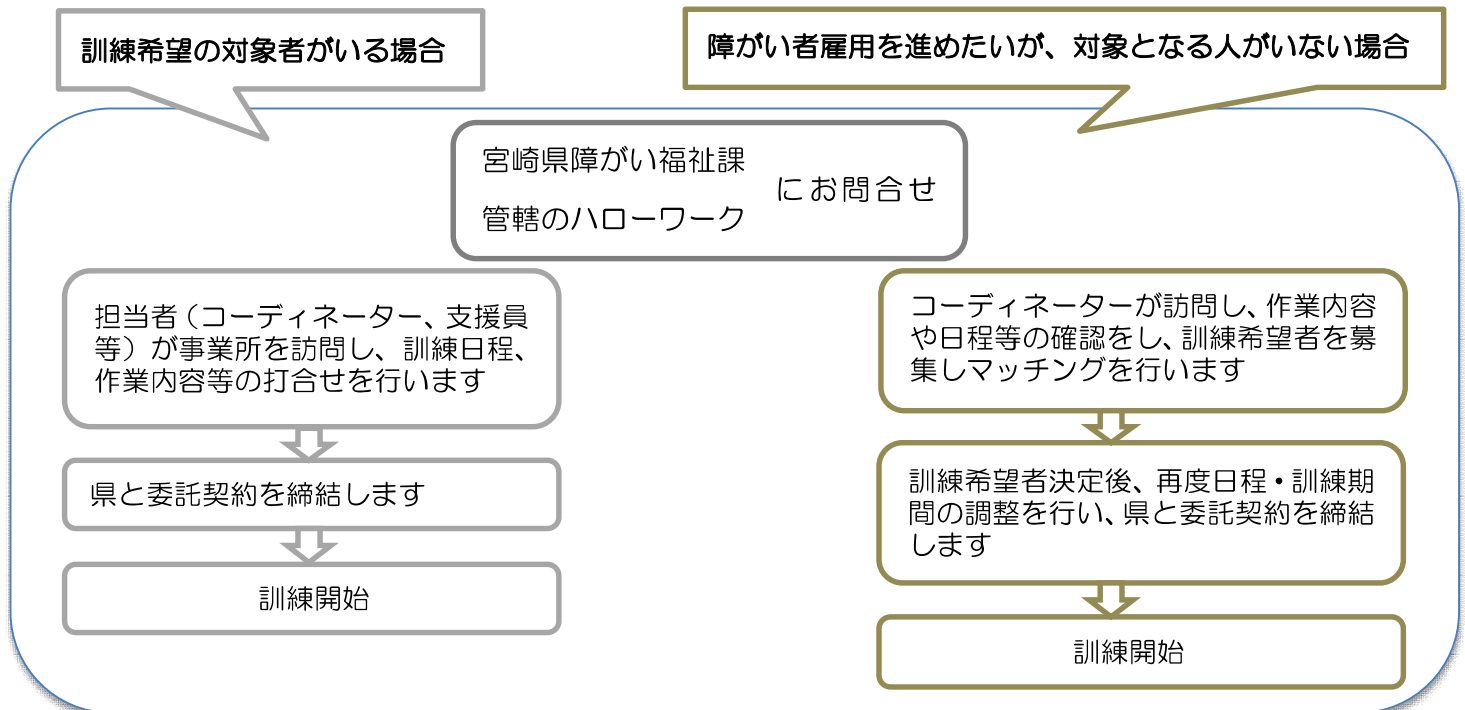 訓練希望の対象者がいる場合
障がい者雇用を進めたいが、対象となる人がいない場合
宮崎県障がい福祉課
管轄のハローワーク
にお問合せ
担当者（コーディネーター、支援員
等）が事業所を訪問し、訓練日程、
作業内容等の打合せを行います
県と委託契約を締結します
訓練開始
コーディネーターが訪問し、作業内容
や日程等の確認をし、訓練希望者を募
集しマッチングを行います
訓練希望者決定後、再度日程・訓練期
間の調整を行い、県と委託契約を締結
します
訓練開始